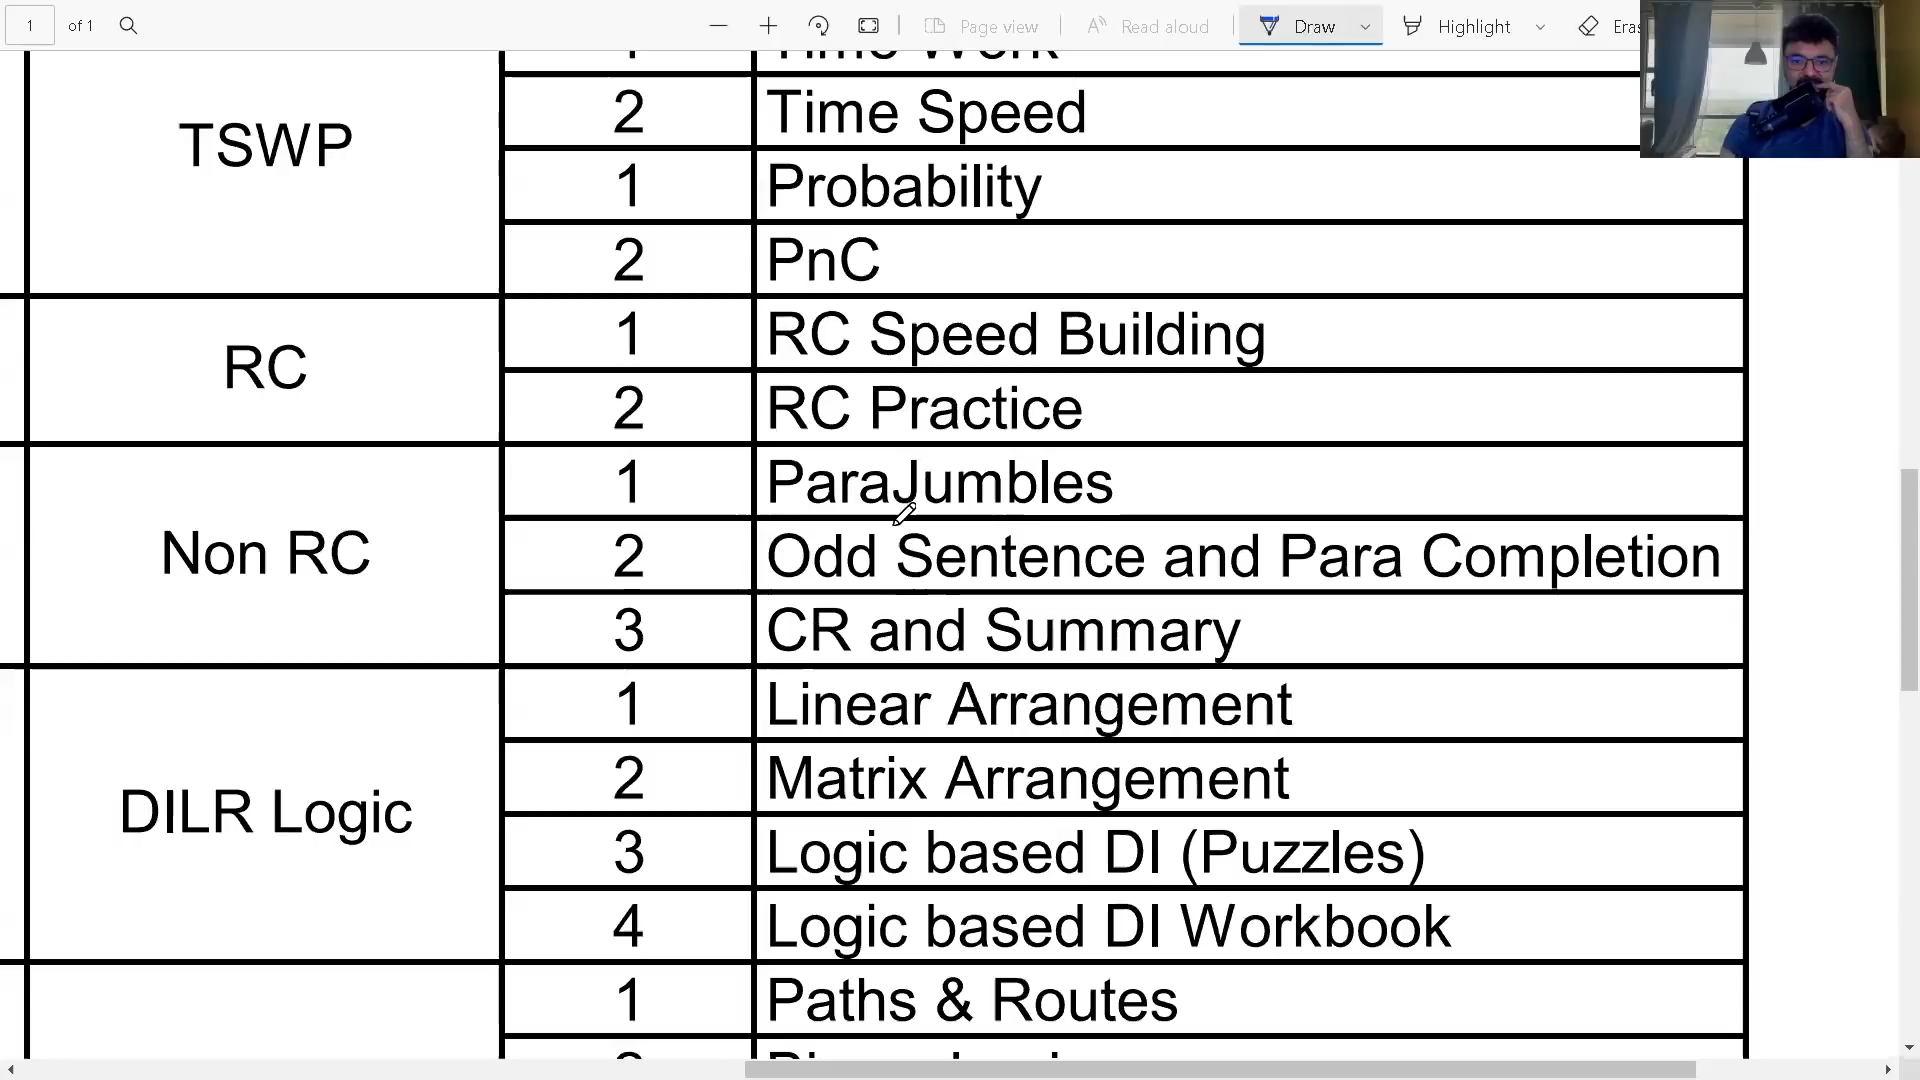 1 of 1 Page view Read aloud Draw Highlight
Time Work
TSWP
2 Time Speed
1 Probability
2 PnC
RC
1 RC Speed Building
2 RC Practice
Non RC
1 ParaJumbles
2 Odd Sentence and Para Completion
3 CR and Summary
DILR Logic
1 Linear Arrangement
2 Matrix Arrangement
3 Logic based DI (Puzzles)
4 Logic based DI Workbook
1 Paths & Routes